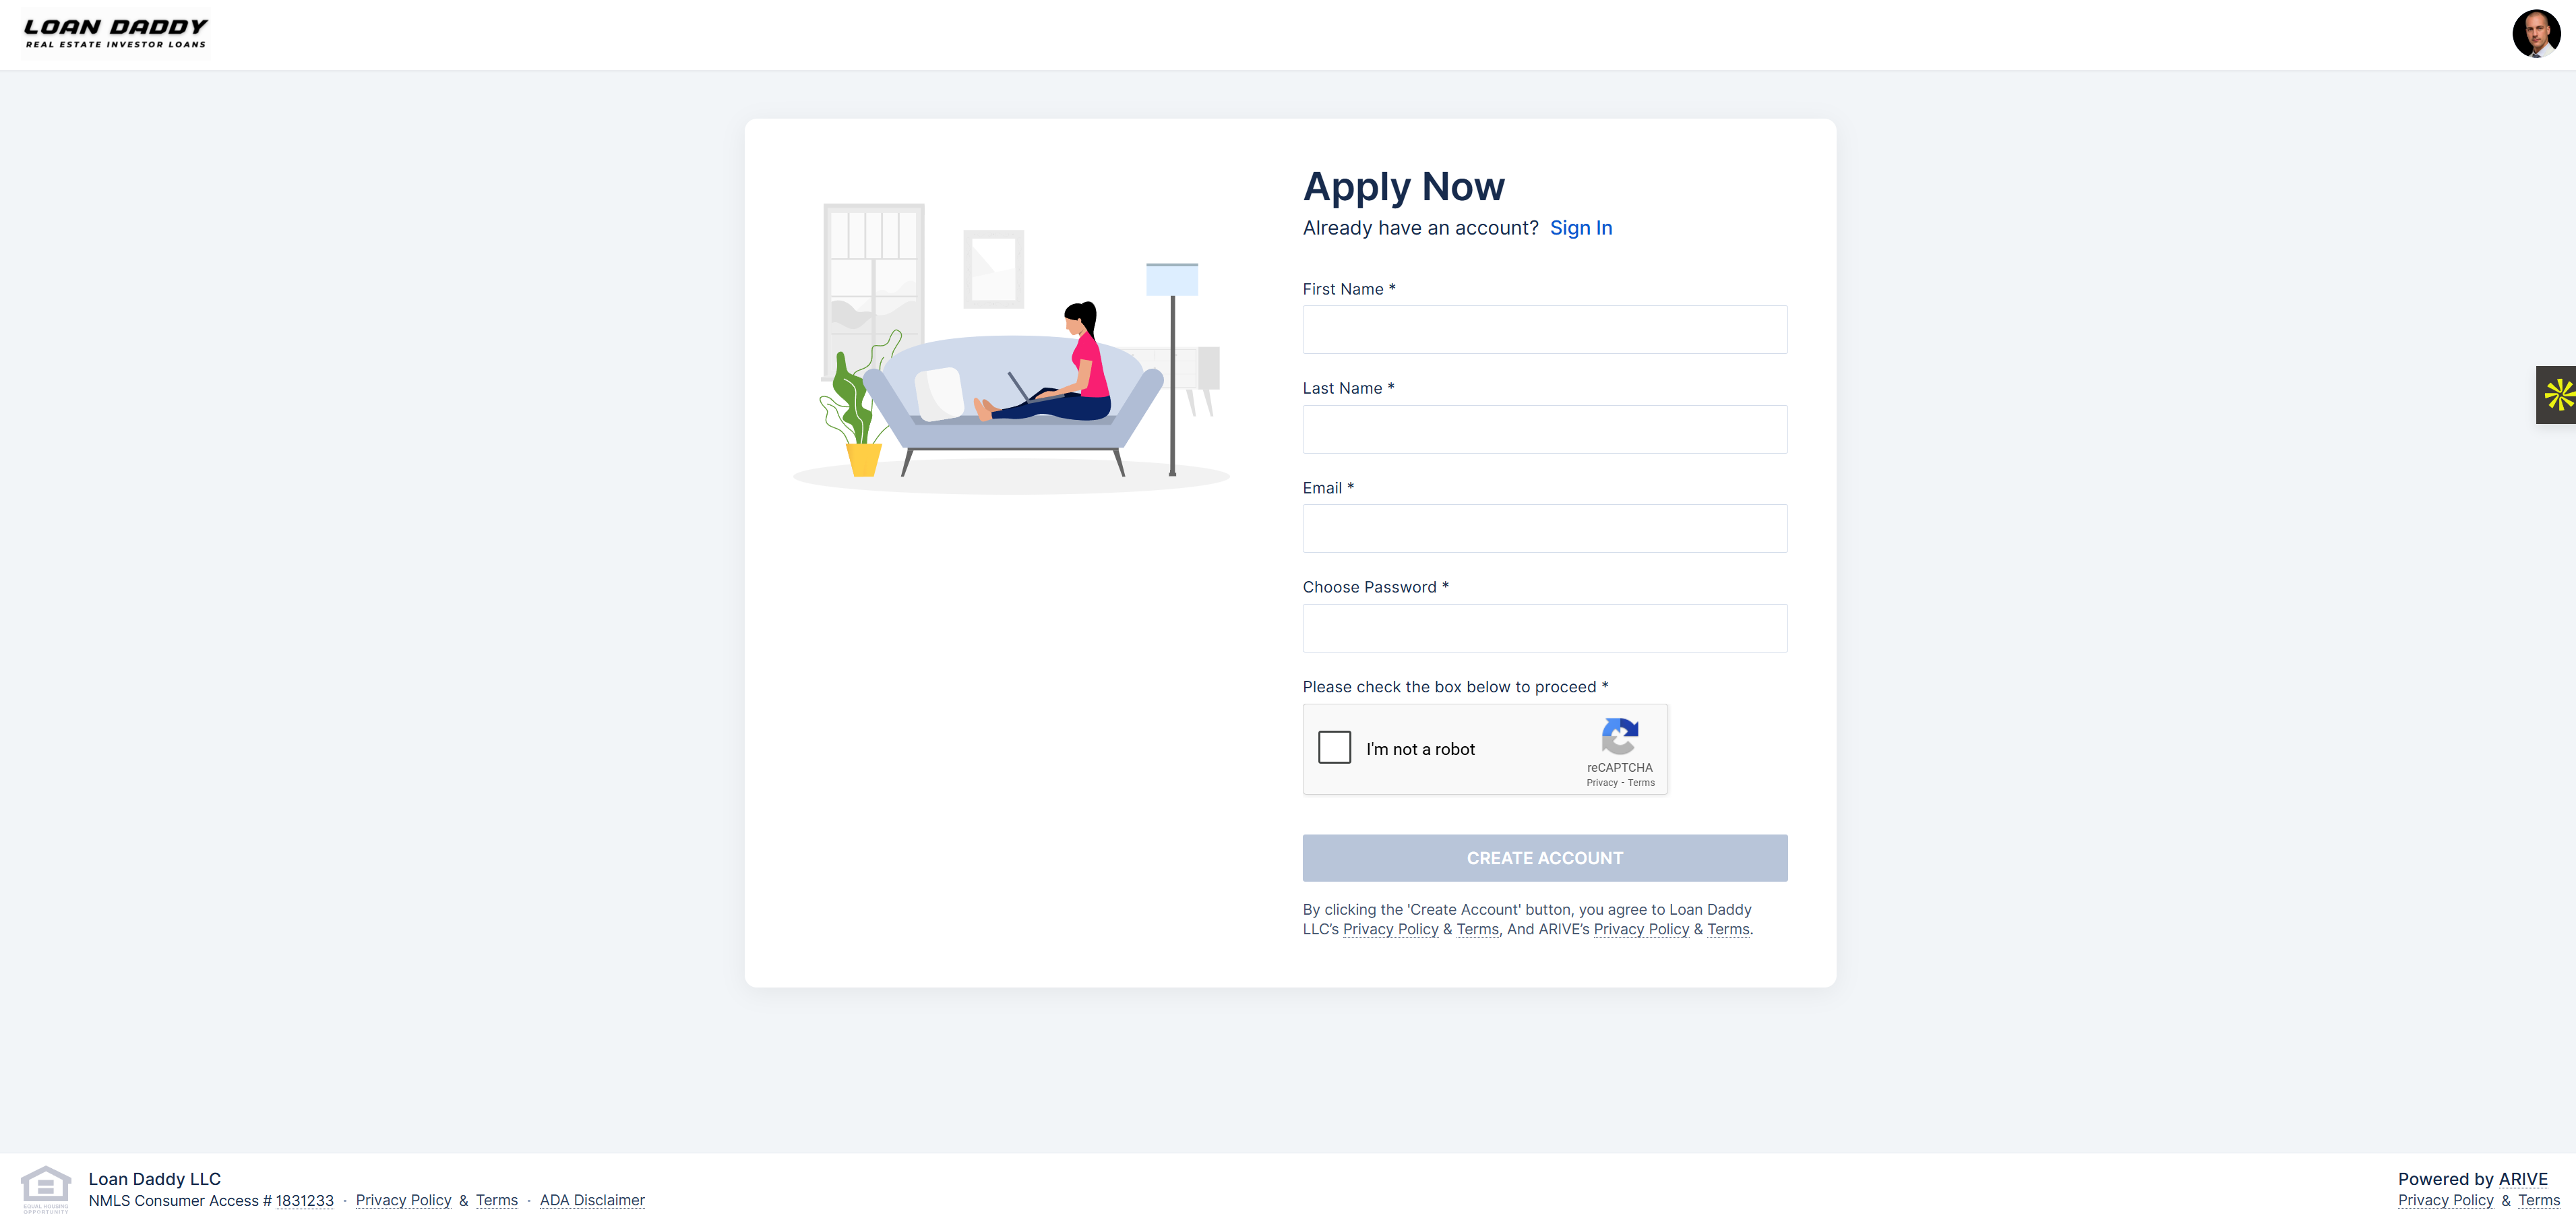 LOAN DADDY
REAL ESTATE INVESTOR LOANS
Apply Now
Already have an account? Sign In
First Name *
Last Name *
Email *
Choose Password *
Please check the box below to proceed *
I'm not a robot
reCAPTCHA
Privacy - Terms
CREATE ACCOUNT
By clicking the 'Create Account' button, you agree to Loan Daddy
LLC’s Privacy Policy & Terms, And ARIVE’s Privacy Policy & Terms.
EQUAL HOUSING
OPPORTUNITY
Loan Daddy LLC
NMLS Consumer Access # 1831233 · Privacy Policy & Terms · ADA Disclaimer
Powered by ARIVE
Privacy Policy & Terms